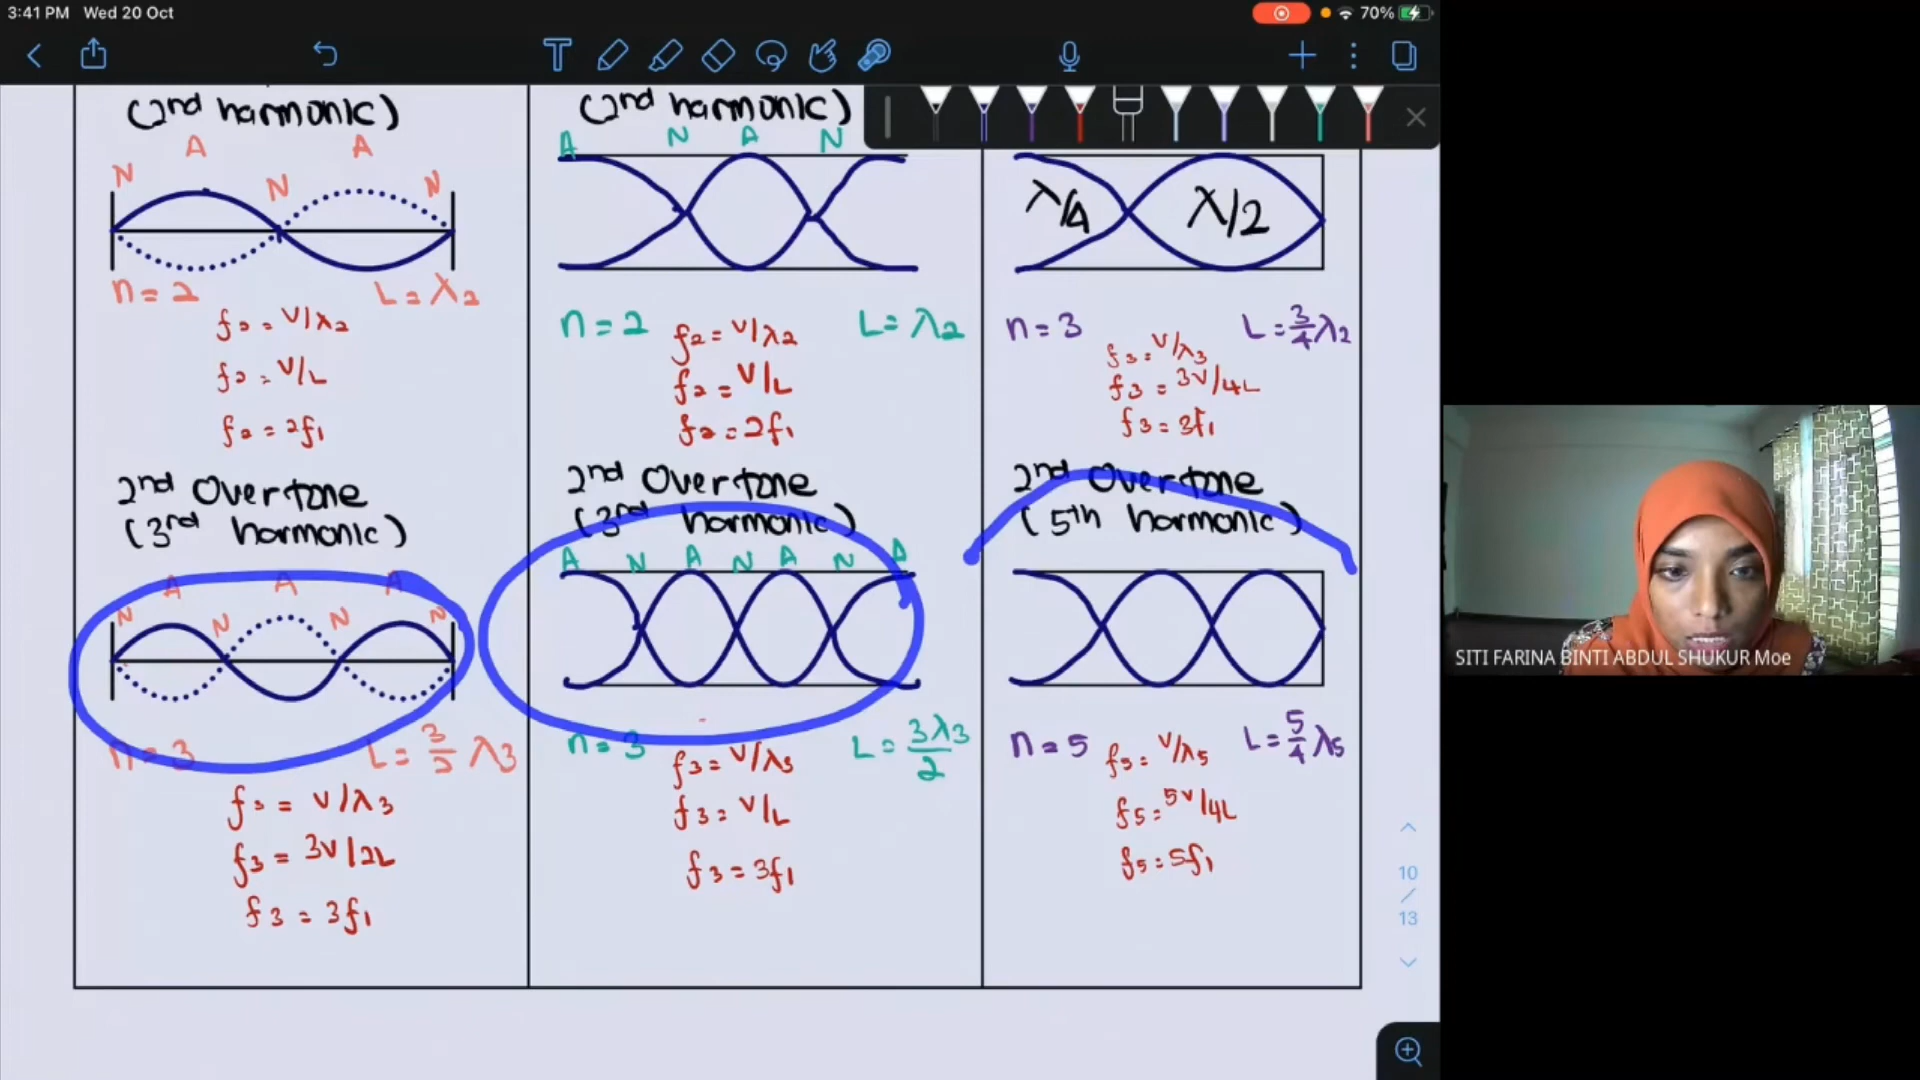 3:41 PM Wed 20 Oct
70%
(2nd harmonic)
N A N A N
n = 2 L = λ2
f2 = V/λ2
f2 = V/L
f2 = 2f1
2nd Overtone
(3rd harmonic)
N A N A N A N
n = 3 L = 3/2 λ3
f3 = V/λ3
f3 = 3V/2L
f3 = 3f1
(2nd harmonic)
A N A N
n = 2 L = λ2
f2 = V/λ2
f2 = V/L
f2 = 2f1
2nd Overtone
(3rd harmonic)
A N A N A N A
n = 3 L = 3λ3/2
f3 = V/λ3
f3 = V/L
f3 = 3f1
λ/4 λ/2
n = 3 L = 3/4 λ2
f3 = V/λ3
f3 = 3V/4L
f3 = 3f1
2nd Overtone
(5th harmonic)
n = 5 L = 5/4 λ5
f5 = V/λ5
f5 = 5V/4L
f5 = 5f1
10
/
13
SITI FARINA BINTI ABDUL SHUKUR Moe